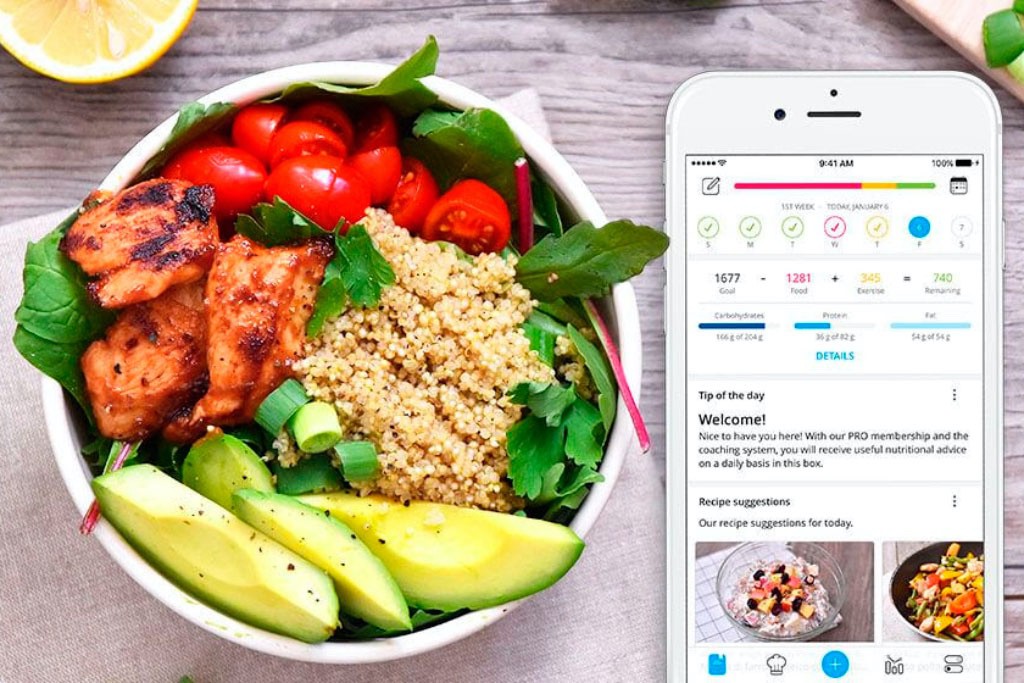 9:41 AM
100%
1ST WEEK - TODAY, JANUARY 6
S M T W T F S
6 7
1677 - 1281 + 345 = 740
Goal Food Exercise Remaining
Carbohydrates Protein Fat
166 g of 204 g 36 g of 82 g 54 g of 54 g
DETAILS
Tip of the day
Welcome!
Nice to have you here! With our PRO membership and the
coaching system, you will receive useful nutritional advice
on a daily basis in this box.
Recipe suggestions
Our recipe suggestions for today.